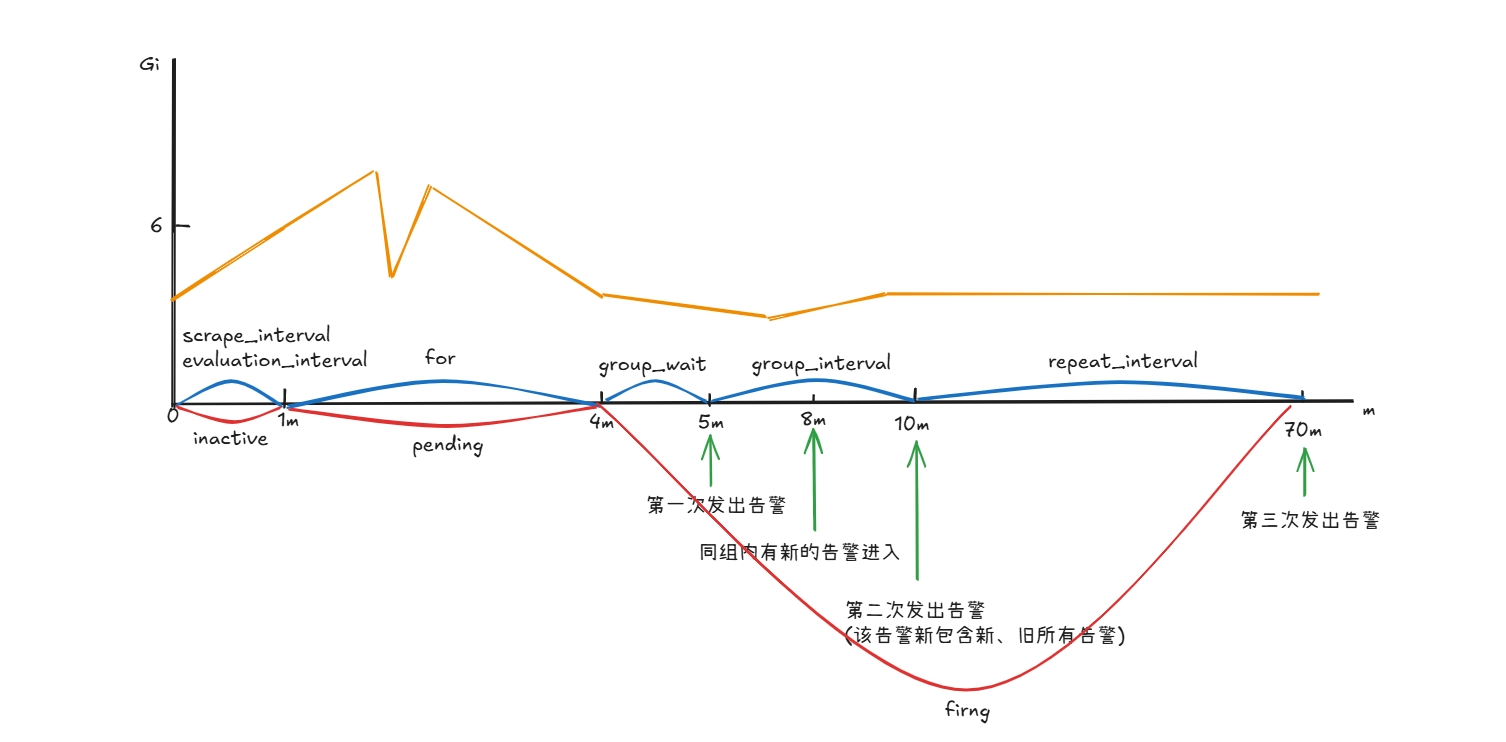 Gi
6
scrape_interval
evaluation_interval
for
group_wait
group_interval
repeat_interval
0
1m
4m
5m
8m
10m
70m
m
inactive
pending
第一次发出告警
同组内有新的告警进入
第二次发出告警
(该告警新包含新、旧所有告警)
第三次发出告警
firng